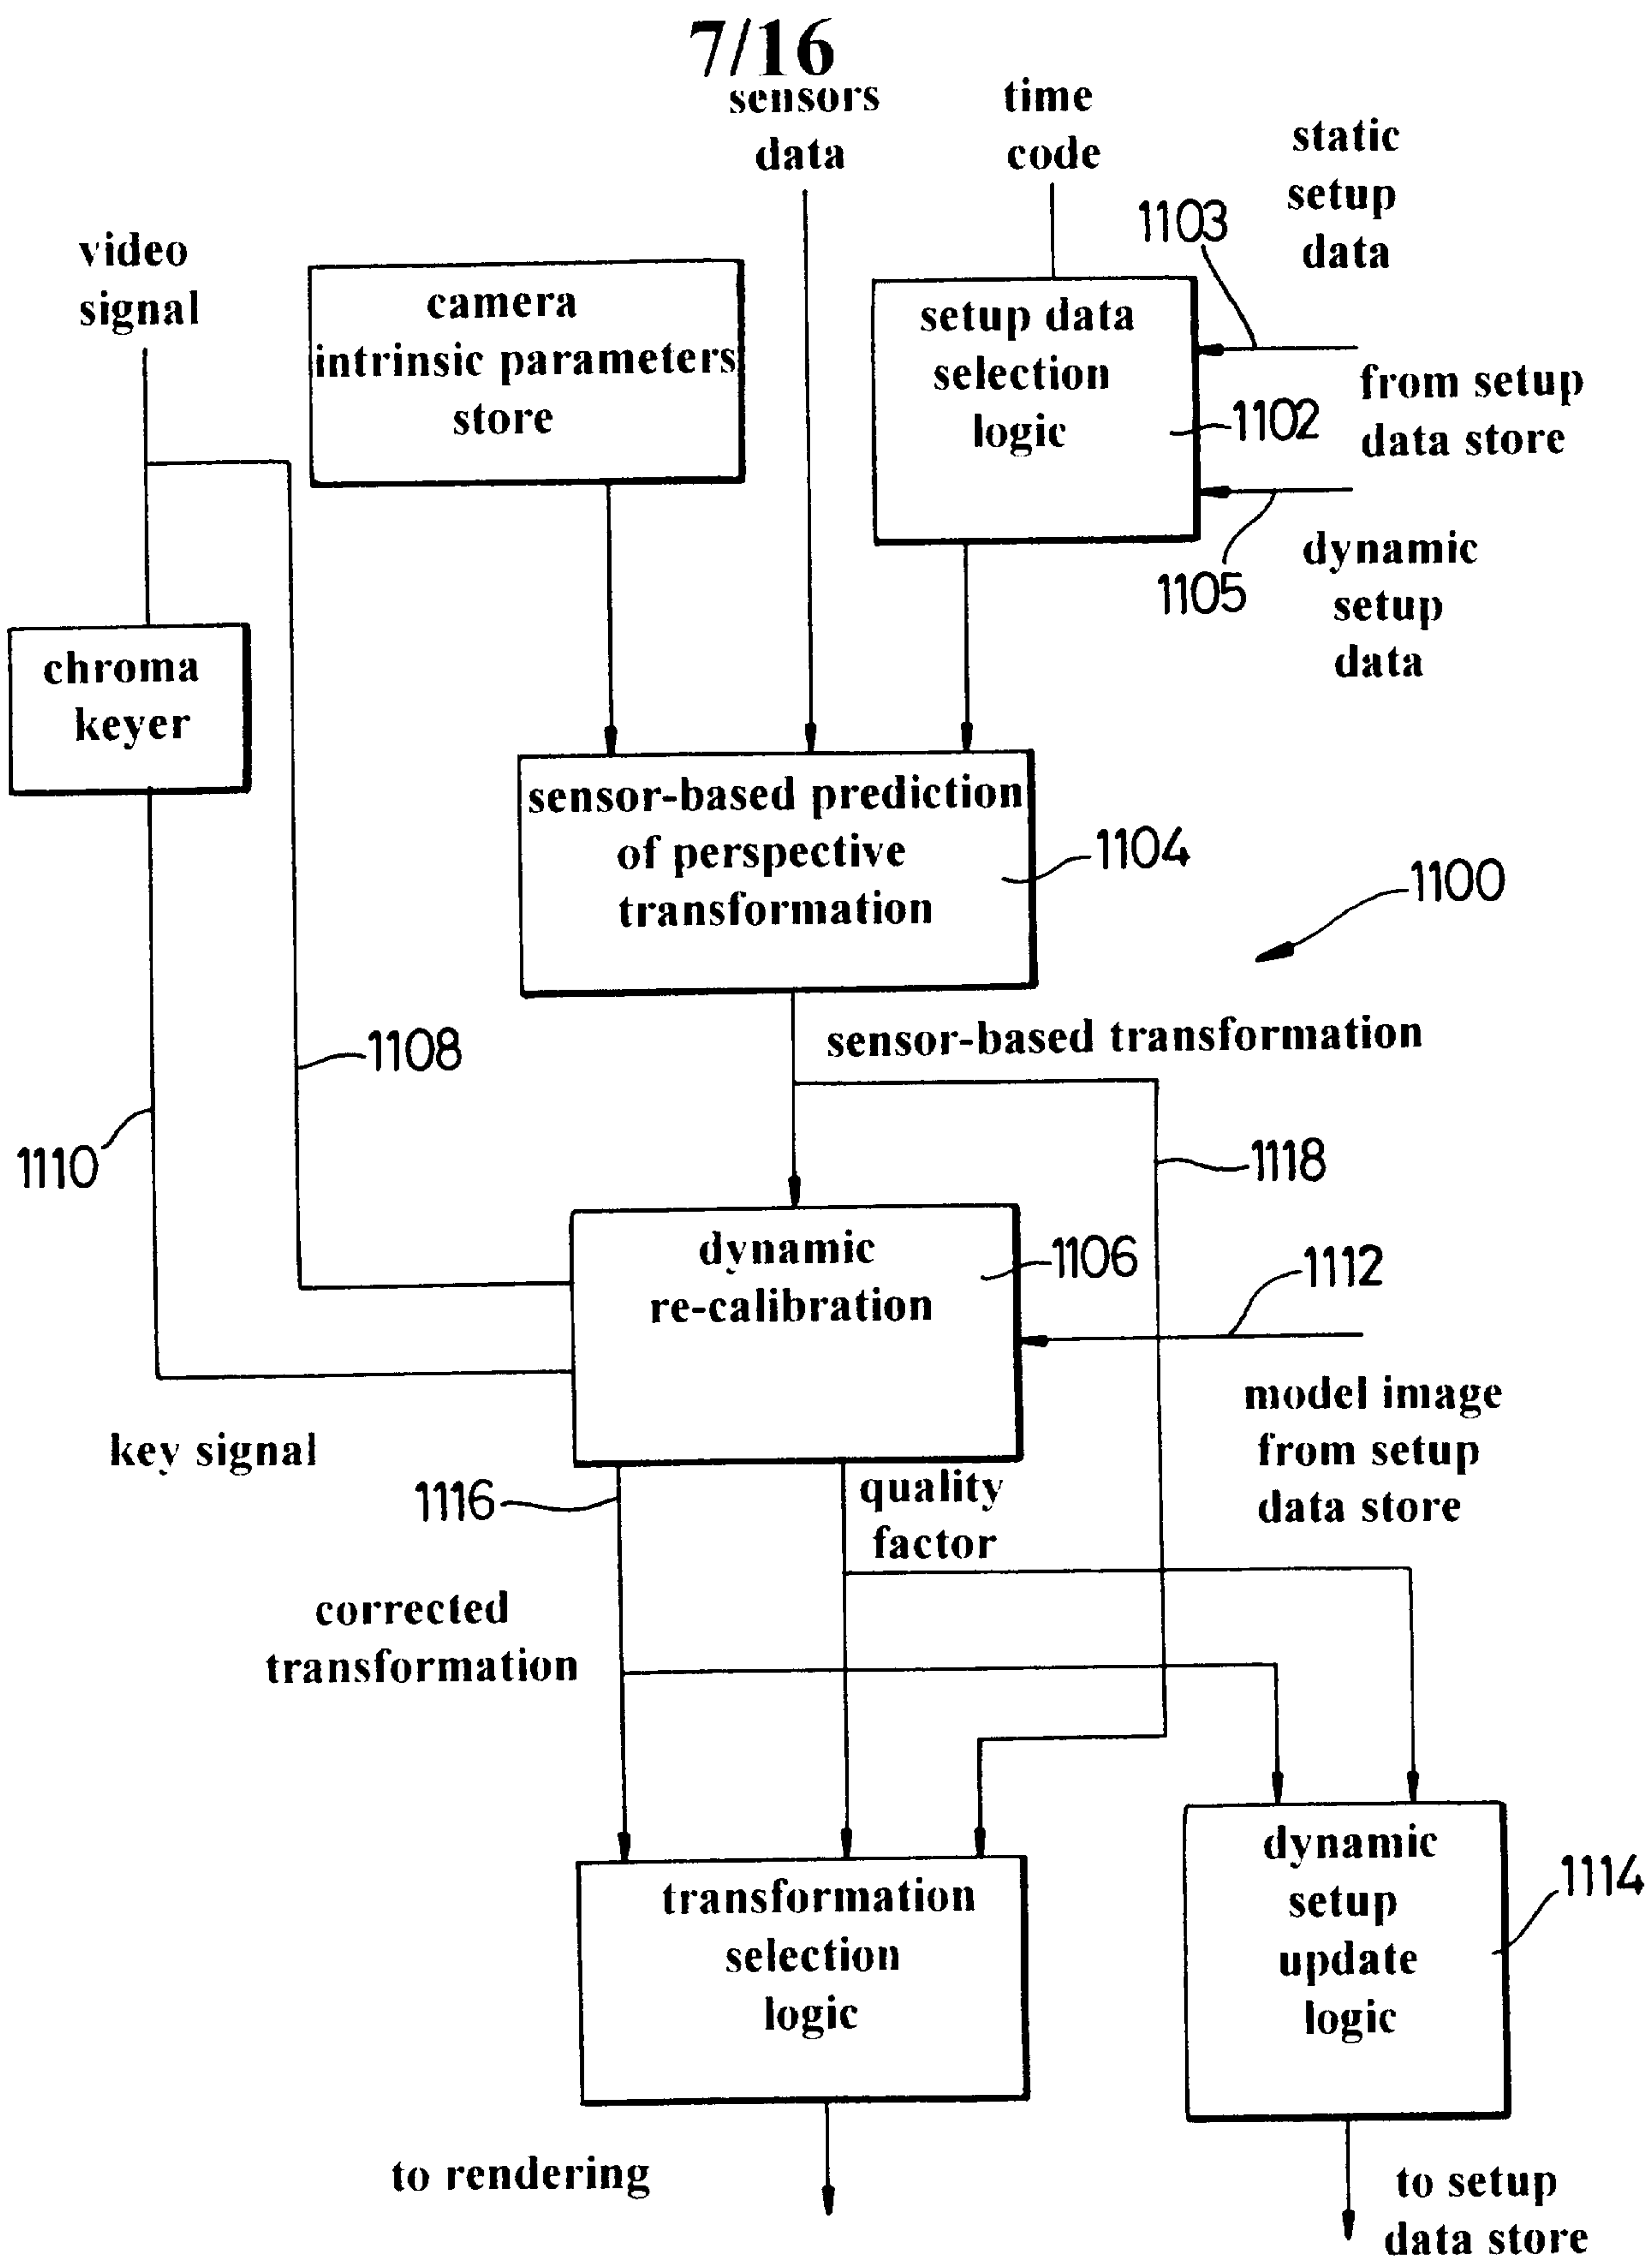 7/16
sensors
data
time
code
static
setup
data
1103
video
signal
camera
intrinsic parameters
store
setup data
selection
logic
1102
from setup
data store
1105
dynamic
setup
data
chroma
keyer
sensor-based prediction
of perspective
transformation
1104
1100
1108
sensor-based transformation
1110
1118
dynamic
re-calibration
1106
1112
key signal
model image
from setup
data store
1116
quality
factor
corrected
transformation
transformation
selection
logic
dynamic
setup
update
logic
1114
to rendering
to setup
data store